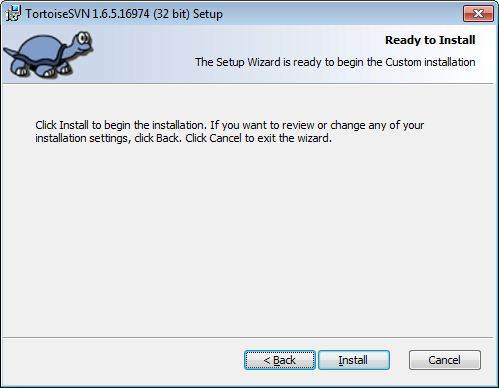 TortoiseSVN 1.6.5.16974 (32 bit) Setup
Ready to Install
The Setup Wizard is ready to begin the Custom installation
Click Install to begin the installation. If you want to review or change any of your
installation settings, click Back. Click Cancel to exit the wizard.
< Back
Install
Cancel